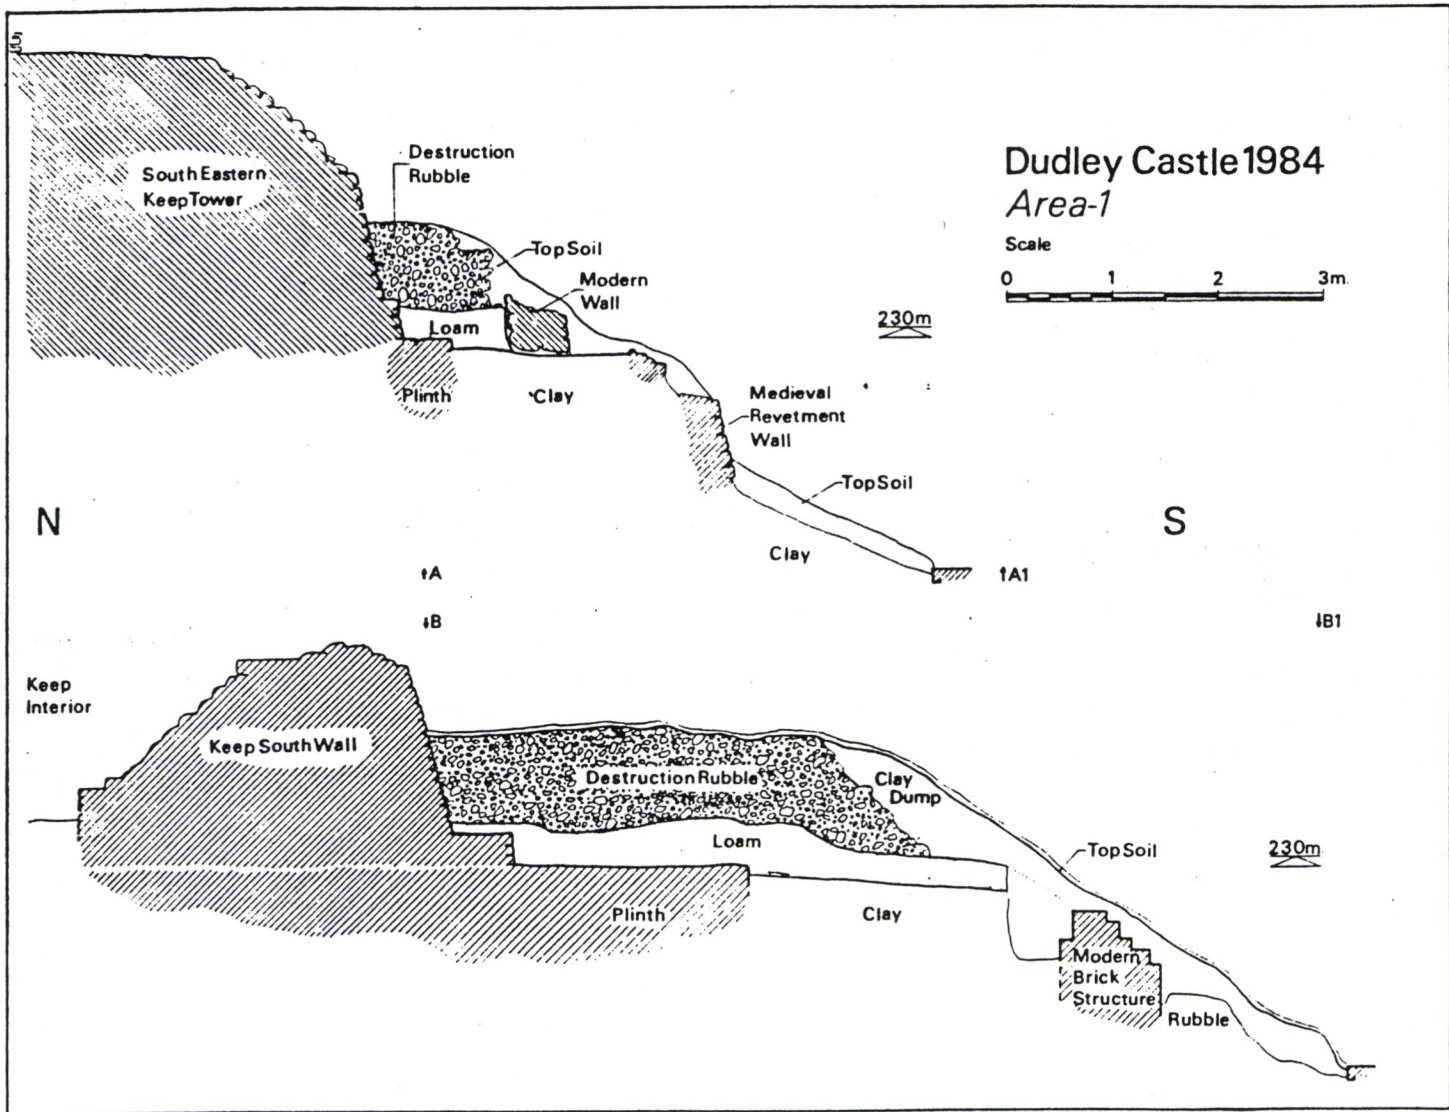 Dudley Castle 1984
Area-1
Scale
0 1 2 3m.
South Eastern
Keep Tower
Destruction
Rubble
Top Soil
Modern
Wall
Loam
230m
Plinth
Clay
Medieval
Revetment
Wall
Top Soil
Clay
N
S
A
A1
B
B1
Keep
Interior
Keep South Wall
Destruction Rubble
Clay
Dump
Loam
Top Soil
230m
Plinth
Clay
Modern
Brick
Structure
Rubble